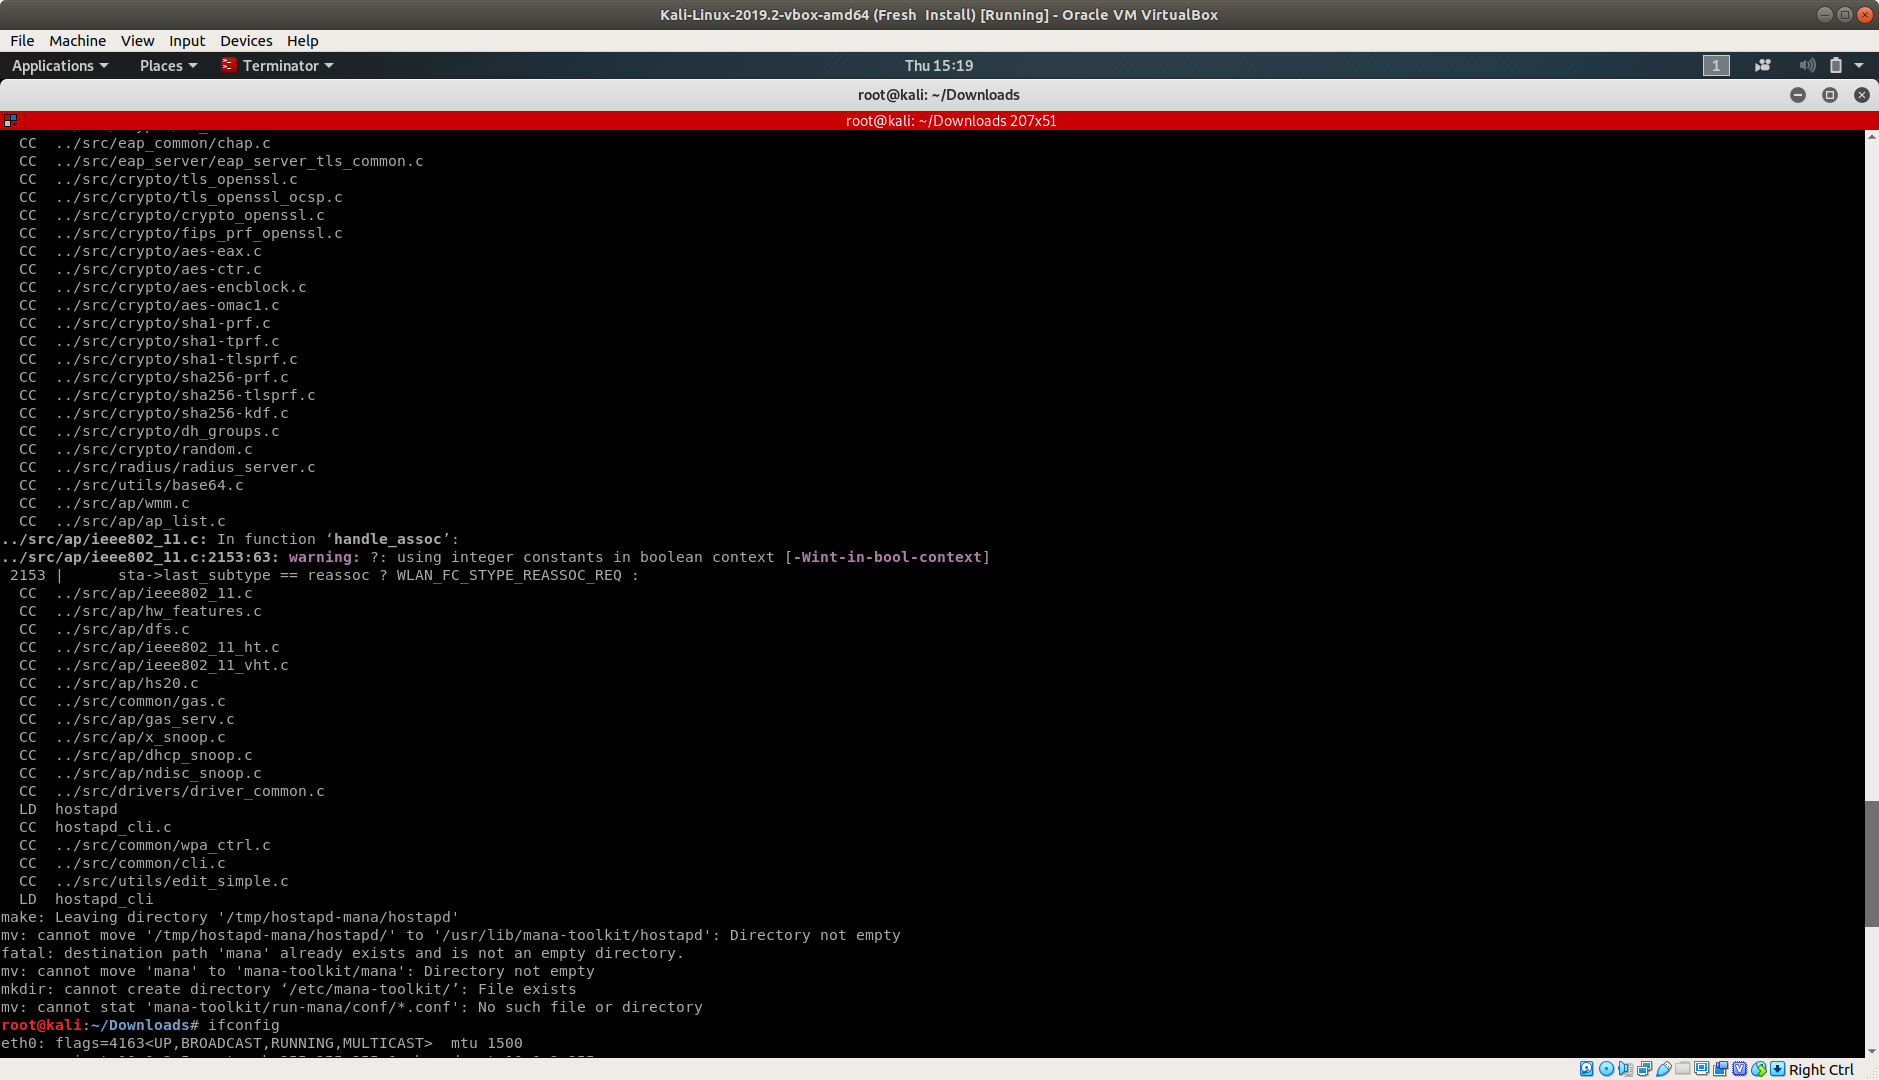 Kali-Linux-2019.2-vbox-amd64 (Fresh Install) [Running] - Oracle VM VirtualBox
File Machine View Input Devices Help
Applications Places Terminator Thu 15:19 1
root@kali: ~/Downloads
root@kali: ~/Downloads 207x51
CC ../src/eap_common/chap.c
CC ../src/eap_server/eap_server_tls_common.c
CC ../src/crypto/tls_openssl.c
CC ../src/crypto/tls_openssl_ocsp.c
CC ../src/crypto/crypto_openssl.c
CC ../src/crypto/fips_prf_openssl.c
CC ../src/crypto/aes-eax.c
CC ../src/crypto/aes-ctr.c
CC ../src/crypto/aes-encblock.c
CC ../src/crypto/aes-omac1.c
CC ../src/crypto/sha1-prf.c
CC ../src/crypto/sha1-tprf.c
CC ../src/crypto/sha1-tlsprf.c
CC ../src/crypto/sha256-prf.c
CC ../src/crypto/sha256-tlsprf.c
CC ../src/crypto/sha256-kdf.c
CC ../src/crypto/dh_groups.c
CC ../src/crypto/random.c
CC ../src/radius/radius_server.c
CC ../src/utils/base64.c
CC ../src/ap/wmm.c
CC ../src/ap/ap_list.c
../src/ap/ieee802_11.c: In function ‘handle_assoc’:
../src/ap/ieee802_11.c:2153:63: warning: ?: using integer constants in boolean context [-Wint-in-bool-context]
2153 | sta->last_subtype == reassoc ? WLAN_FC_STYPE_REASSOC_REQ :
CC ../src/ap/ieee802_11.c
CC ../src/ap/hw_features.c
CC ../src/ap/dfs.c
CC ../src/ap/ieee802_11_ht.c
CC ../src/ap/ieee802_11_vht.c
CC ../src/ap/hs20.c
CC ../src/common/gas.c
CC ../src/ap/gas_serv.c
CC ../src/ap/x_snoop.c
CC ../src/ap/dhcp_snoop.c
CC ../src/ap/ndisc_snoop.c
CC ../src/drivers/driver_common.c
LD hostapd
CC hostapd_cli.c
CC ../src/common/wpa_ctrl.c
CC ../src/common/cli.c
CC ../src/utils/edit_simple.c
LD hostapd_cli
make: Leaving directory '/tmp/hostapd-mana/hostapd'
mv: cannot move '/tmp/hostapd-mana/hostapd/' to '/usr/lib/mana-toolkit/hostapd': Directory not empty
fatal: destination path 'mana' already exists and is not an empty directory.
mv: cannot move 'mana' to 'mana-toolkit/mana': Directory not empty
mkdir: cannot create directory ‘/etc/mana-toolkit/’: File exists
mv: cannot stat 'mana-toolkit/run-mana/conf/*.conf': No such file or directory
root@kali:~/Downloads# ifconfig
eth0: flags=4163<UP,BROADCAST,RUNNING,MULTICAST> mtu 1500
Right Ctrl